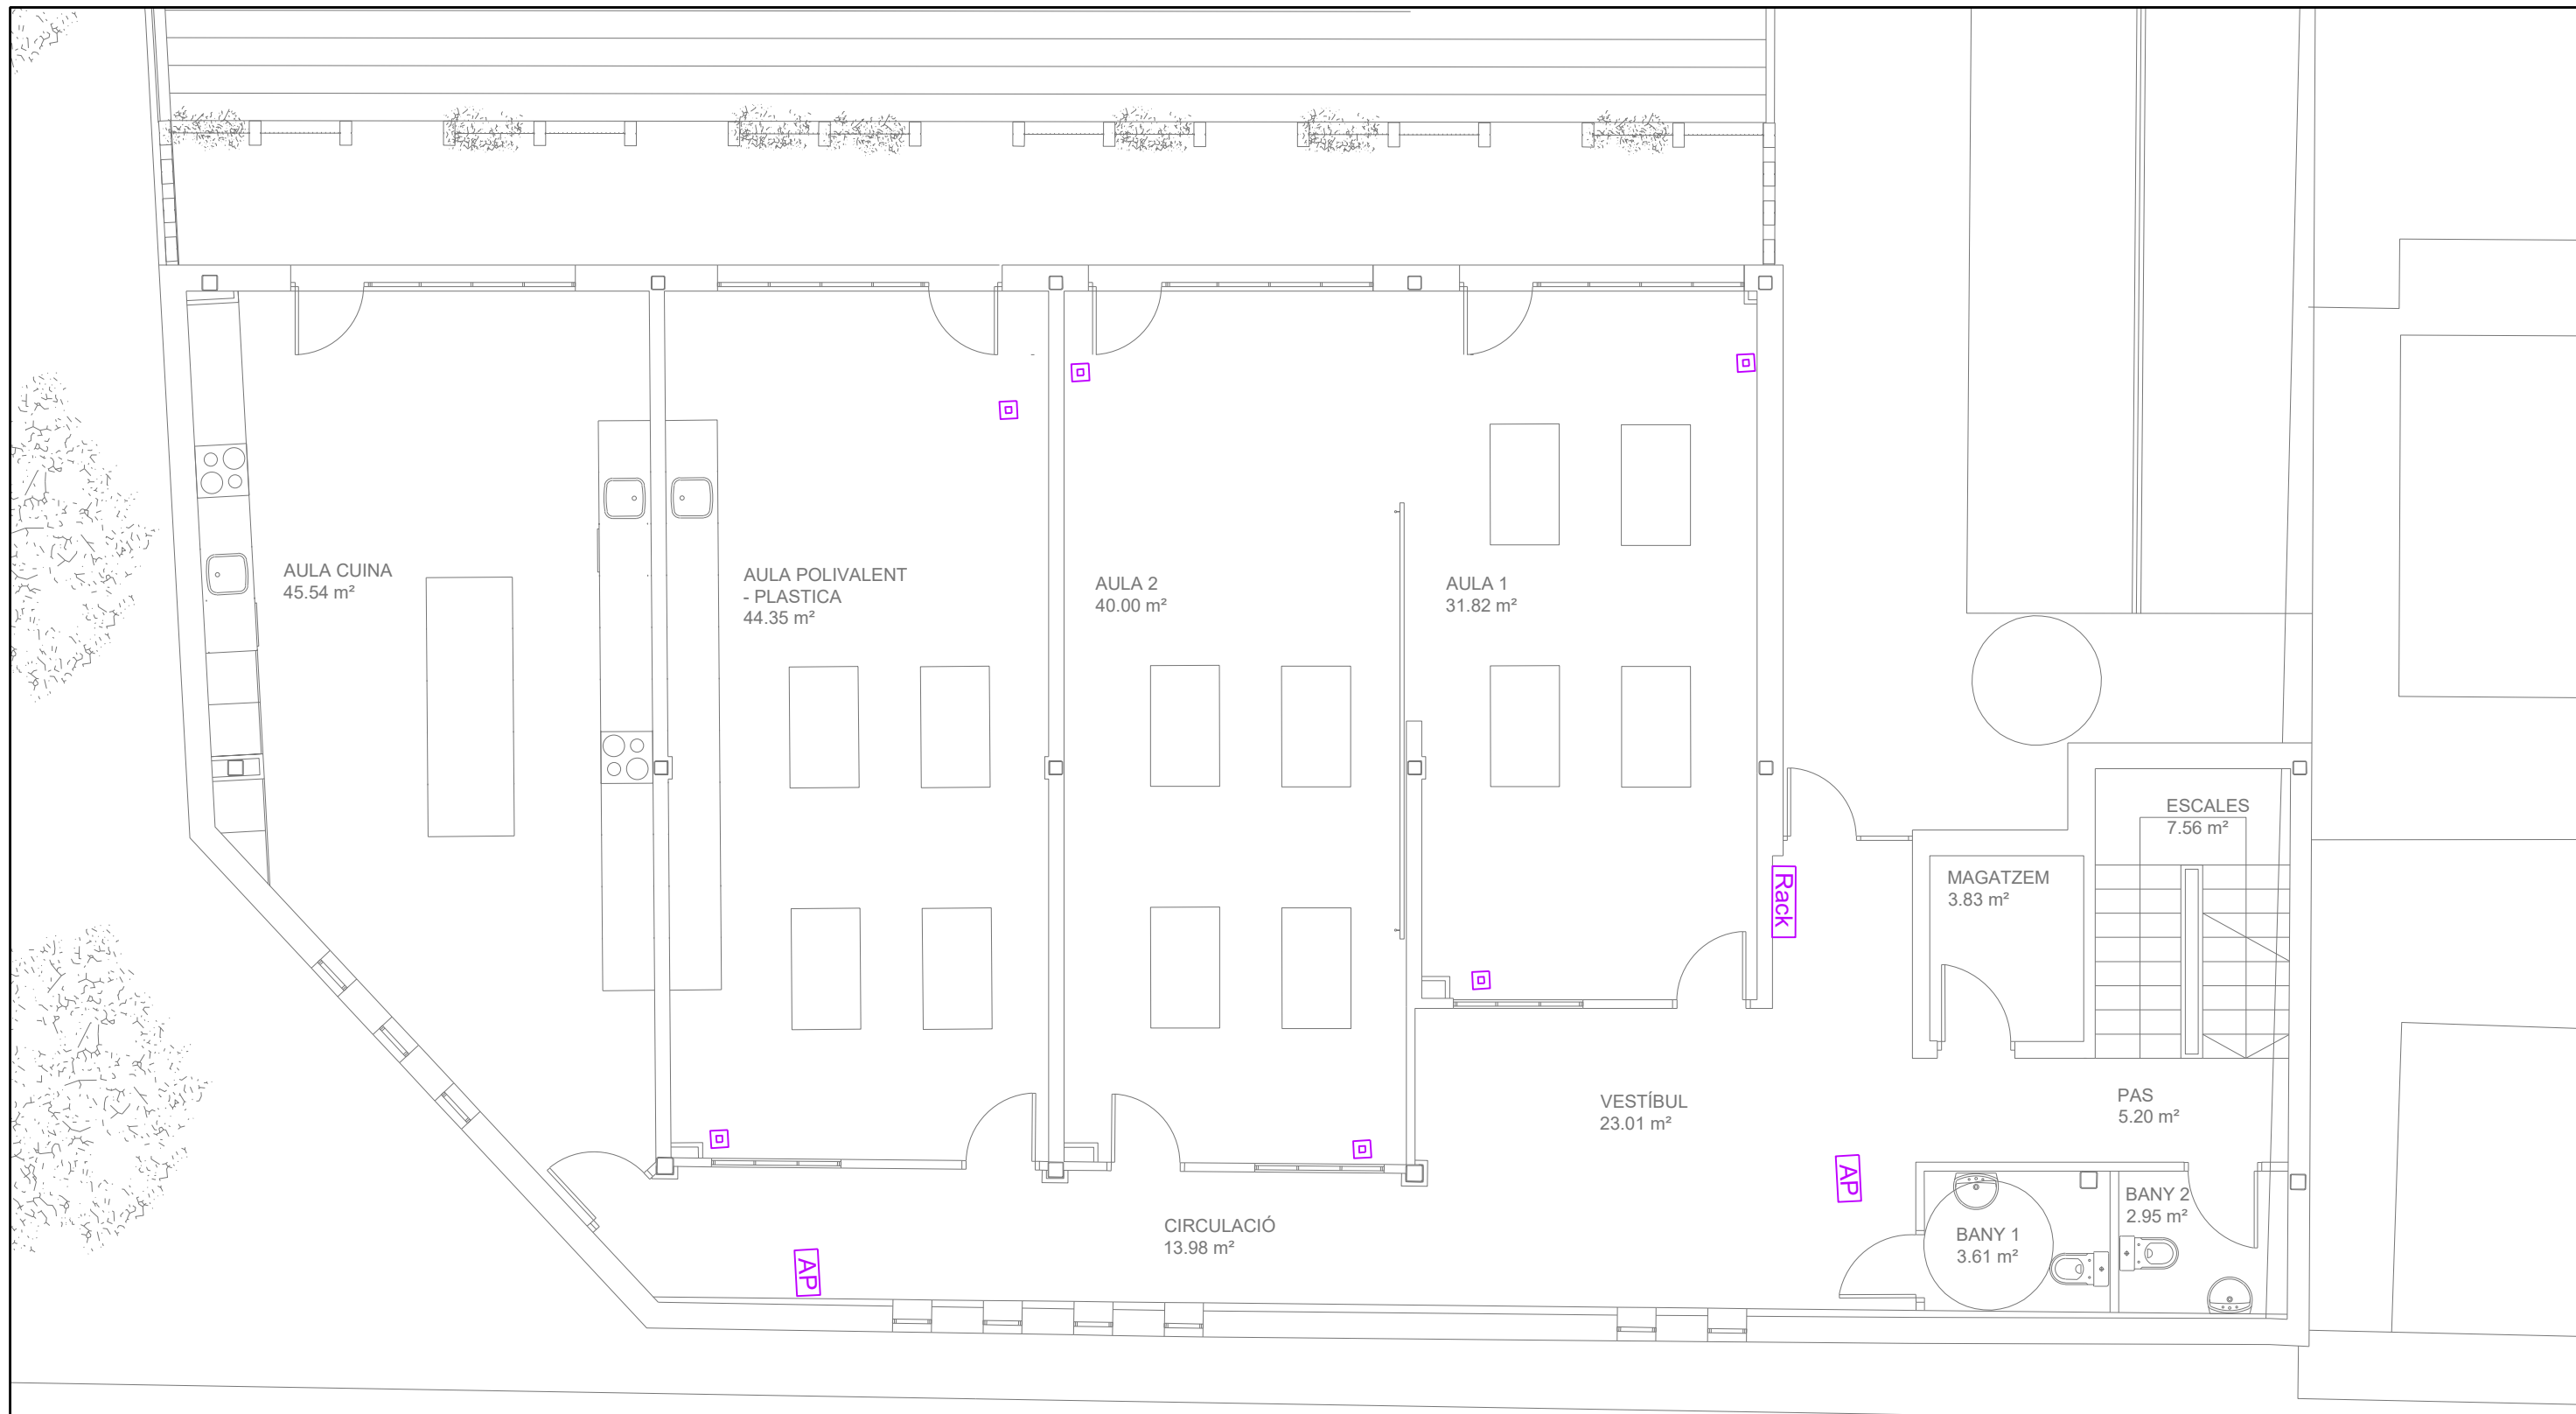 AULA CUINA
45.54 m²
AULA POLIVALENT
- PLASTICA
44.35 m²
AULA 2
40.00 m²
AULA 1
31.82 m²
ESCALES
7.56 m²
MAGATZEM
3.83 m²
Rack
VESTÍBUL
23.01 m²
PAS
5.20 m²
AP
BANY 2
2.95 m²
BANY 1
3.61 m²
CIRCULACIÓ
13.98 m²
AP